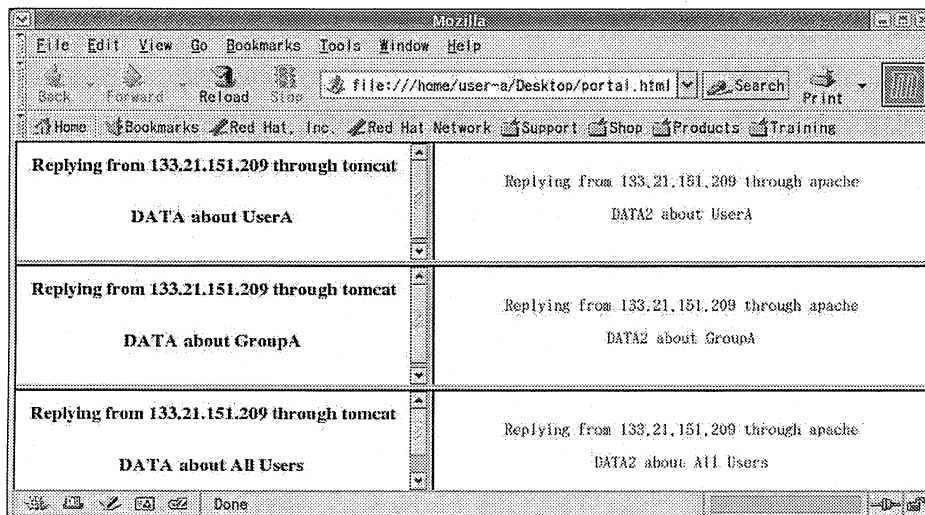 Mozilla
File Edit View Go Bookmarks Tools Window Help
Back Forward Reload Stop file:///home/user-a/Desktop/portal.html Search Print
Home Bookmarks Red Hat, Inc. Red Hat Network Support Shop Products Training
Replying from 133.21.151.209 through tomcat
DATA about UserA
Replying from 133.21.151.209 through apache
DATA2 about UserA
Replying from 133.21.151.209 through tomcat
DATA about GroupA
Replying from 133.21.151.209 through apache
DATA2 about GroupA
Replying from 133.21.151.209 through tomcat
DATA about All Users
Replying from 133.21.151.209 through apache
DATA2 about All Users
Done